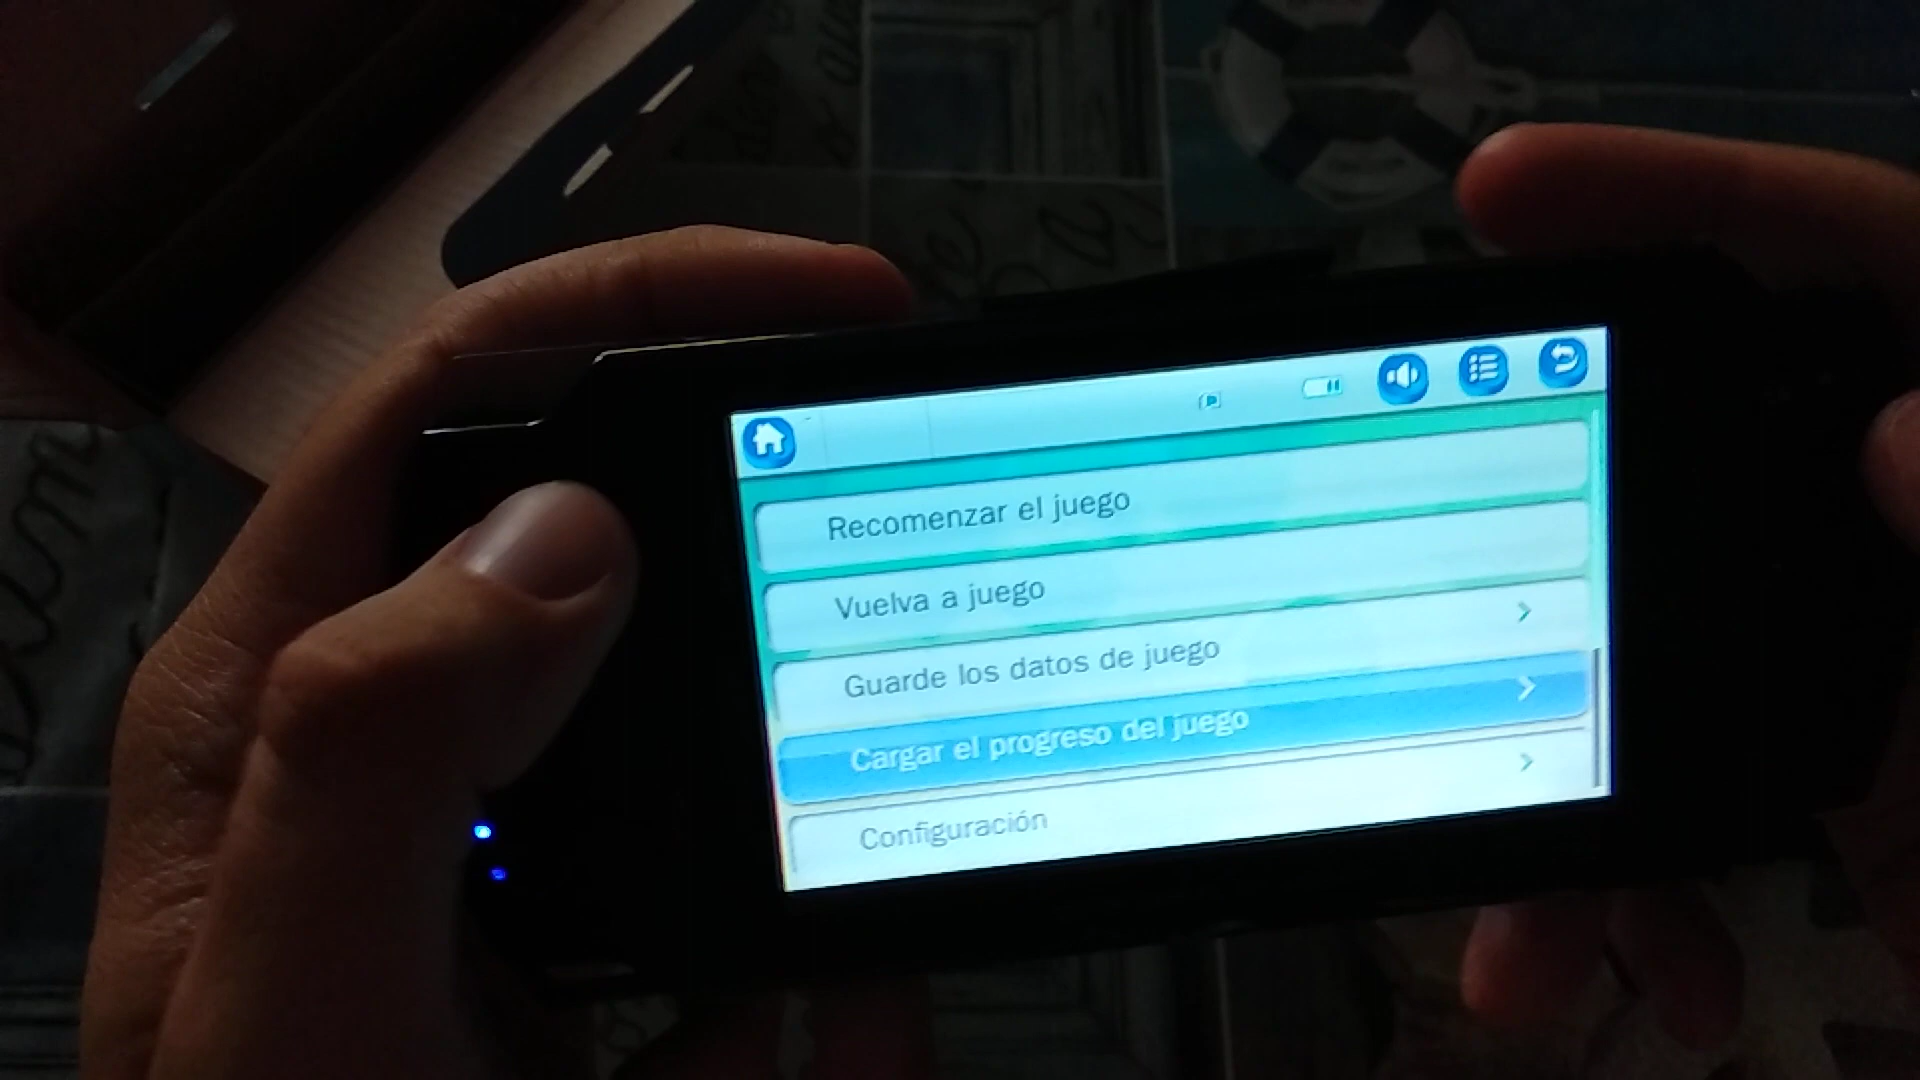 Recomenzar el juego
Vuelva a juego
Guarde los datos de juego
Cargar el progreso del juego
Configuración